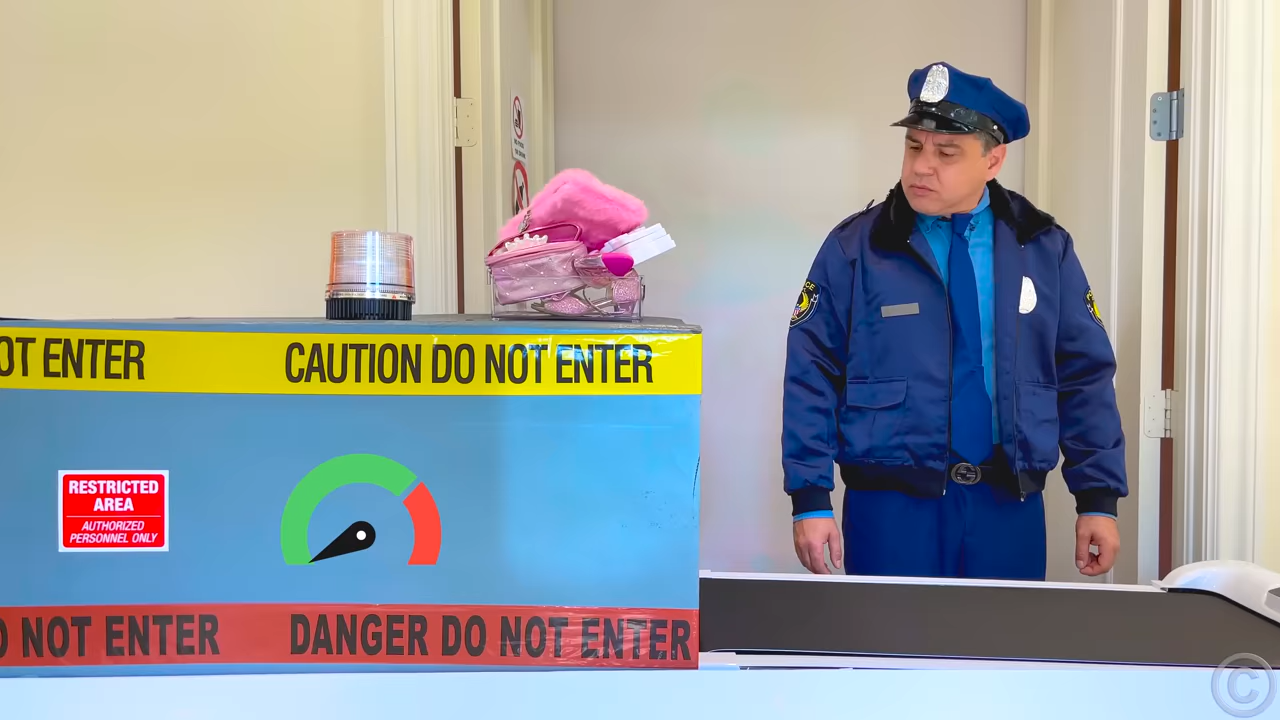 OT ENTER
CAUTION DO NOT ENTER
RESTRICTED
AREA
AUTHORIZED
PERSONNEL ONLY
NOT ENTER
DANGER DO NOT ENTER
©